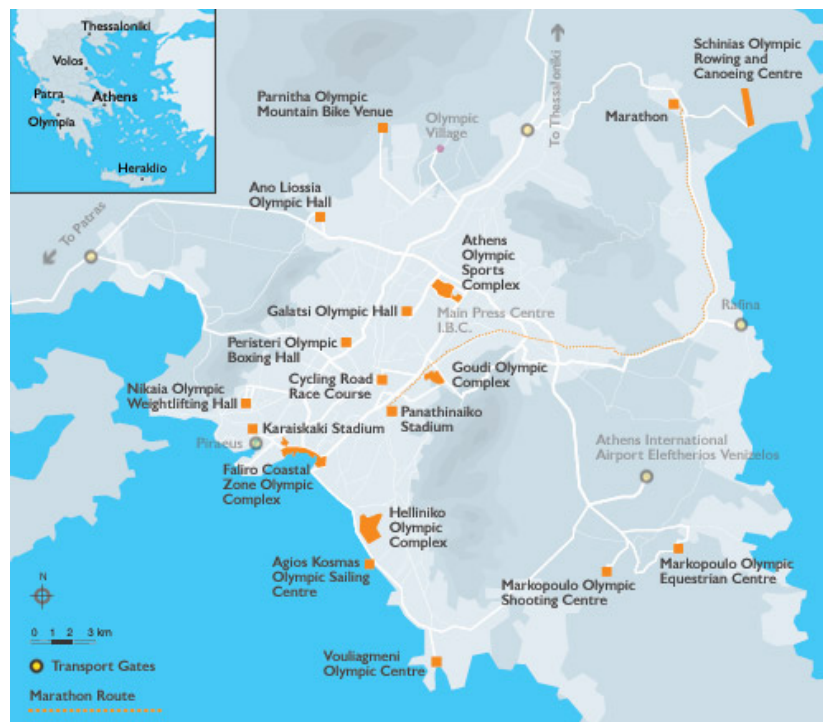 Thessaloniki
Volos
Patra
Athens
Olympia
Heraklio
To Thessaloniki
Schinias Olympic
Rowing and
Canoeing Centre
Parnitha Olympic
Mountain Bike Venue
Olympic
Village
Marathon
Ano Liossia
Olympic Hall
To Patras
Athens
Olympic
Sports
Complex
Galatsi Olympic Hall
Main Press Centre
I.B.C.
Rafina
Peristeri Olympic
Boxing Hall
Goudi Olympic
Complex
Cycling Road
Race Course
Nikaia Olympic
Weightlifting Hall
Panathinaiko
Stadium
Karaiskaki Stadium
Piraeus
Athens International
Airport Eleftherios Venizelos
Faliro Coastal
Zone Olympic
Complex
Helliniko
Olympic
Complex
Agios Kosmas
Olympic Sailing
Centre
Markopoulo Olympic
Equestrian Centre
Markopoulo Olympic
Shooting Centre
Vouliagmeni
Olympic Centre
N
0 1 2 3 km
Transport Gates
Marathon Route